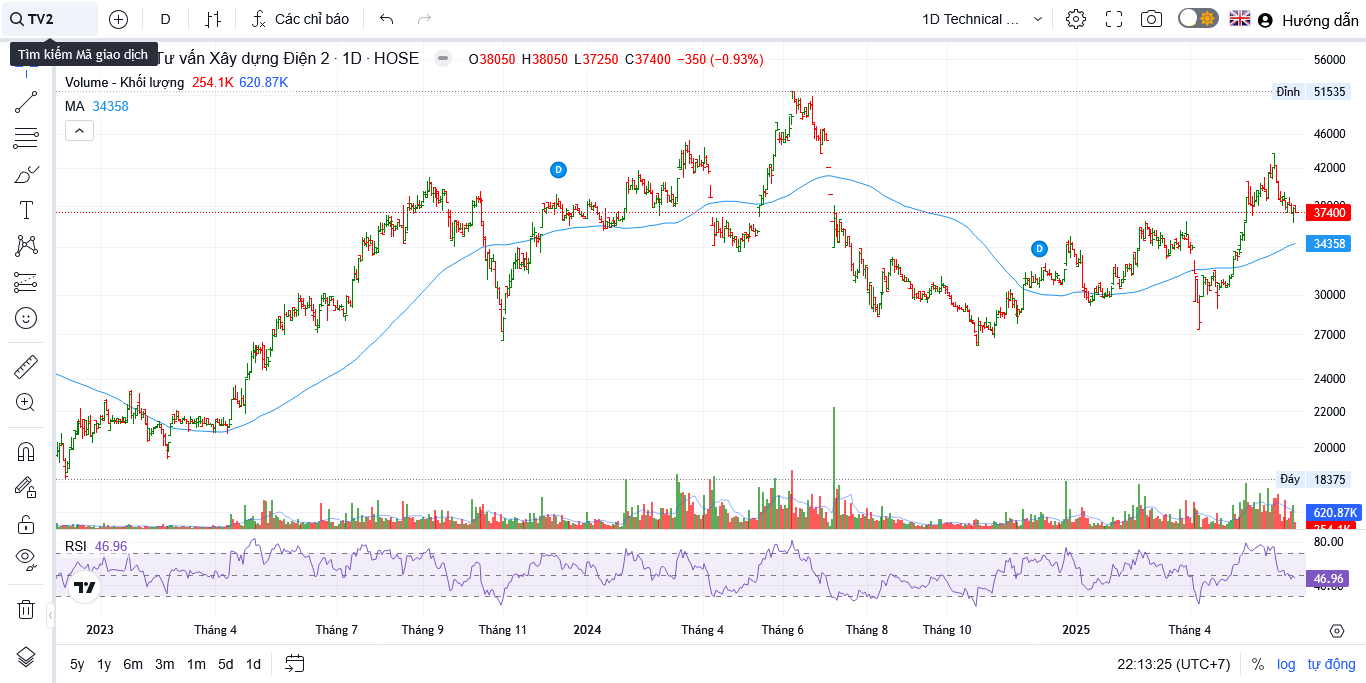 TV2
D
Các chỉ báo
1D Technical ...
Hướng dẫn
Tìm kiếm Mã giao dịch
Tư vấn Xây dựng Điện 2 · 1D · HOSE
O38050 H38050 L37250 C37400 −350 (−0.93%)
Volume - Khối lượng 254.1K 620.87K
MA 34358
D
D
56000
Đỉnh 51535
46000
42000
37400
34358
30000
27000
24000
22000
20000
Đáy 18375
620.87K
254.1K
RSI 46.96
80.00
46.96
40.00
2023 Tháng 4 Tháng 7 Tháng 9 Tháng 11 2024 Tháng 4 Tháng 6 Tháng 8 Tháng 10 2025 Tháng 4
5y 1y 6m 3m 1m 5d 1d
22:13:25 (UTC+7) % log tự động